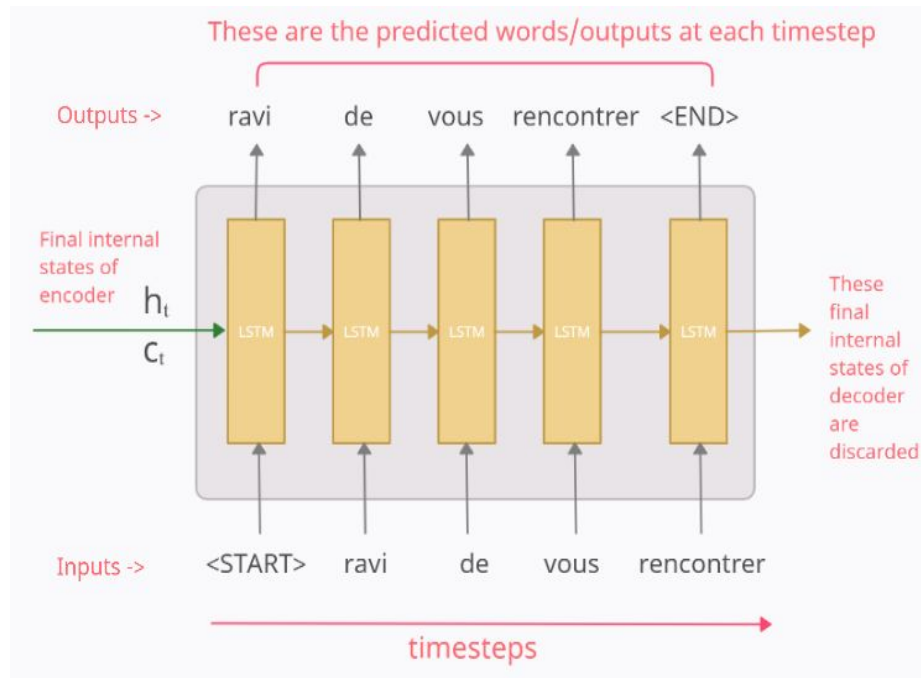 These are the predicted words/outputs at each timestep
Outputs -> ravi de vous rencontrer <END>
Final internal
states of
encoder
hₜ
cₜ
LSTM LSTM LSTM LSTM LSTM
These
final
internal
states of
decoder
are
discarded
Inputs -> <START> ravi de vous rencontrer
timesteps